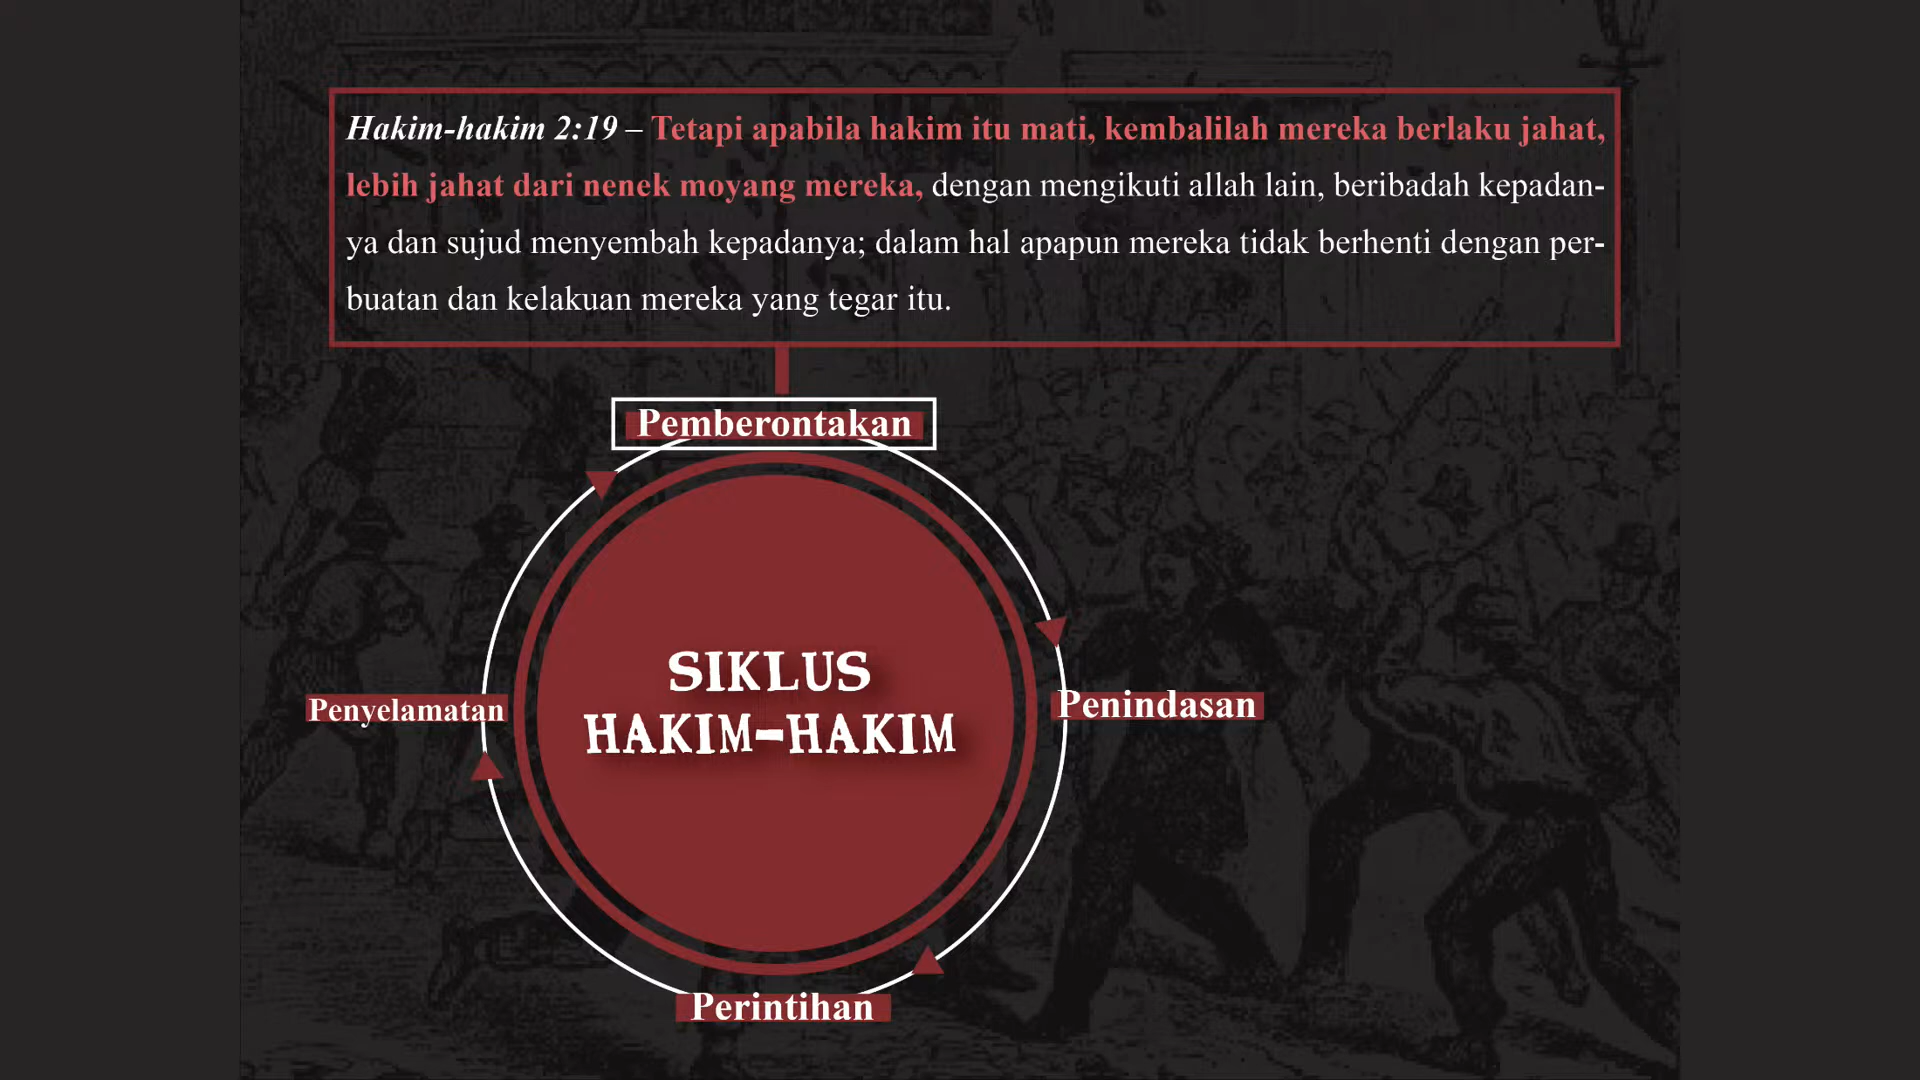 Hakim-hakim 2:19 – Tetapi apabila hakim itu mati, kembalilah mereka berlaku jahat,
lebih jahat dari nenek moyang mereka, dengan mengikuti allah lain, beribadah kepadan-
ya dan sujud menyembah kepadanya; dalam hal apapun mereka tidak berhenti dengan per-
buatan dan kelakuan mereka yang tegar itu.
Pemberontakan
SIKLUS
HAKIM-HAKIM
Penyelamatan
Penindasan
Perintihan